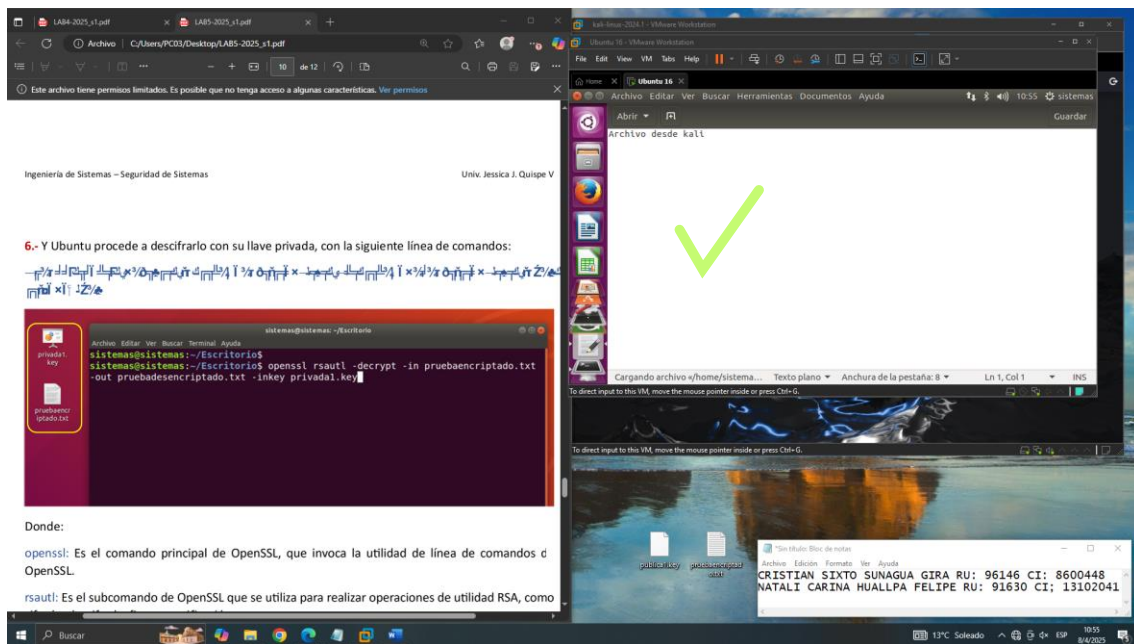 LAB4-2025_s1.pdf
LAB5-2025_s1.pdf
Archivo C:/Users/PC03/Desktop/LAB5-2025_s1.pdf
10 de 12
Este archivo tiene permisos limitados. Es posible que no tenga acceso a algunas características. Ver permisos
Ingeniería de Sistemas – Seguridad de Sistemas
Univ. Jessica J. Quispe V
6.- Y Ubuntu procede a descifrarlo con su llave privada, con la siguiente línea de comandos:
sistemas@sistemas: ~/Escritorio
Archivo Editar Ver Buscar Terminal Ayuda
privada1.
key
pruebaencr
iptado.txt
sistemas@sistemas:~/Escritorio$
sistemas@sistemas:~/Escritorio$ openssl rsautl -decrypt -in pruebaencriptado.txt
-out pruebadesencriptado.txt -inkey privada1.key
Donde:
openssl: Es el comando principal de OpenSSL, que invoca la utilidad de línea de comandos d
OpenSSL.
rsautl: Es el subcomando de OpenSSL que se utiliza para realizar operaciones de utilidad RSA, como
kali-linux-2024.1 - VMware Workstation
Ubuntu 16 - VMware Workstation
File Edit View VM Tabs Help
Home
Ubuntu 16
Archivo Editar Ver Buscar Herramientas Documentos Ayuda
10:55 sistemas
Abrir
Guardar
Archivo desde kali
Cargando archivo «/home/sistema... Texto plano Anchura de la pestaña: 8 Ln 1, Col 1 INS
To direct input to this VM, move the mouse pointer inside or press Ctrl+G.
To direct input to this VM, move the mouse pointer inside or press Ctrl+G.
publica1.key
*Sin título: Bloc de notas
Archivo Edición Formato Ver Ayuda
CRISTIAN SIXTO SUNAGUA GIRA RU: 96146 CI: 8600448
NATALI CARINA HUALLPA FELIPE RU: 91630 CI; 13102041
Buscar
13°C Soleado
ESP
10:55
8/4/2025